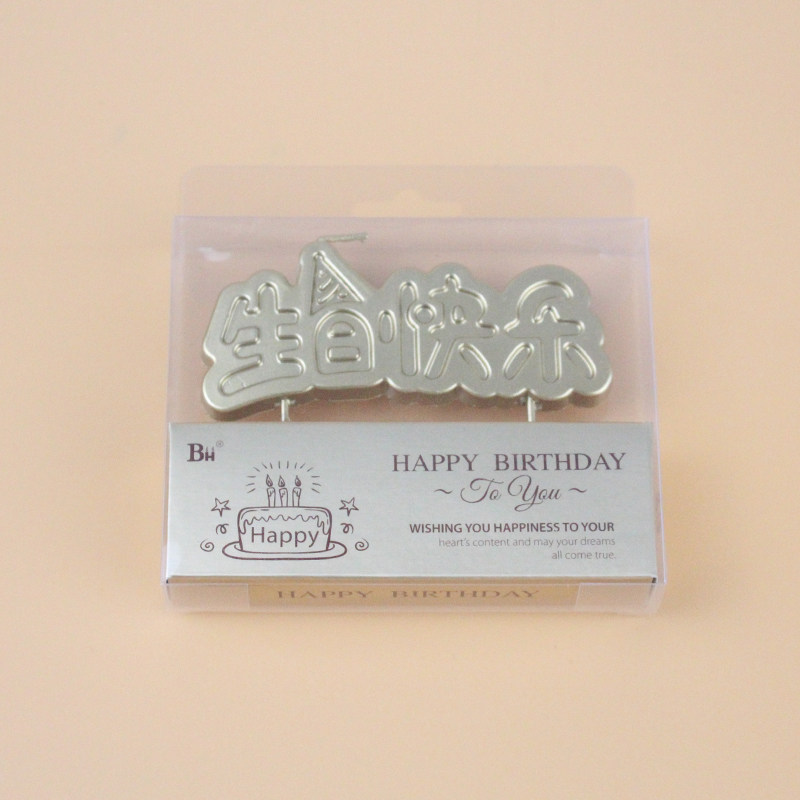 生日快乐
BH®
HAPPY BIRTHDAY
~ To You ~
Happy
WISHING YOU HAPPINESS TO YOUR
heart's content and may your dreams
all come true.
HAPPY BIRTHDAY